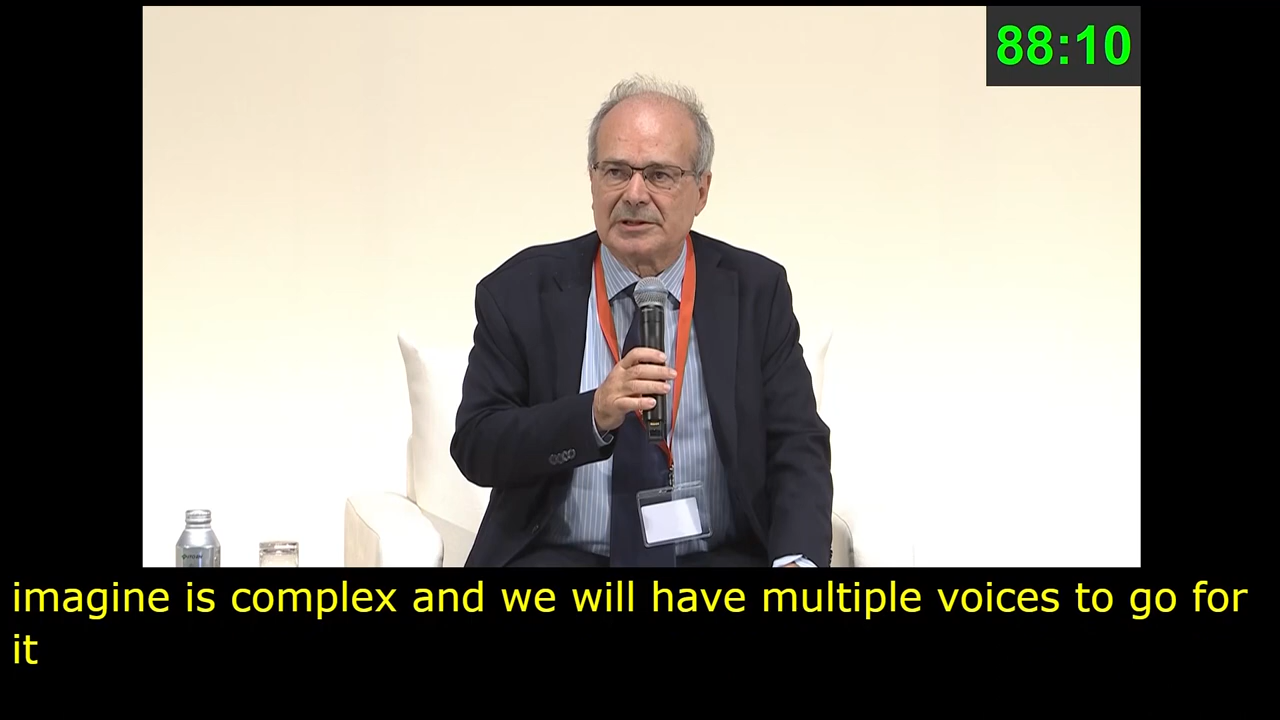 88:10
imagine is complex and we will have multiple voices to go for
it